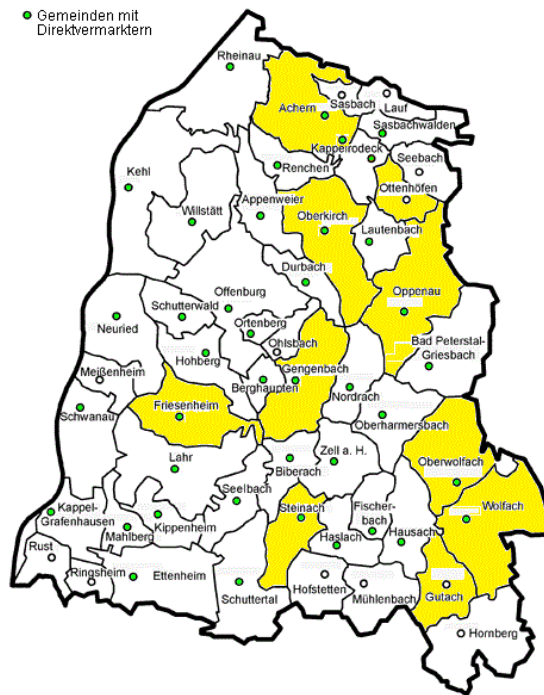 Gemeinden mit
Direktvermarktern
Rheinau
Sasbach
Lauf
Achern
Sasbachwalden
Kappelrodeck
Seebach
Renchen
Kehl
Ottenhöfen
Appenweier
Willstätt
Oberkirch
Lautenbach
Durbach
Offenburg
Oppenau
Schutterwald
Neuried
Ortenberg
Bad Peterstal-
Griesbach
Ohlsbach
Hohberg
Gengenbach
Meißenheim
Berghaupten
Nordrach
Friesenheim
Schwanau
Oberharmersbach
Lahr
Zell a. H.
Oberwolfach
Biberach
Seelbach
Kappel-
Grafenhausen
Steinach
Fischer-
bach
Wolfach
Kippenheim
Mahlberg
Haslach
Hausach
Rust
Ringsheim
Ettenheim
Schuttertal
Hofstetten
Mühlenbach
Gutach
Hornberg